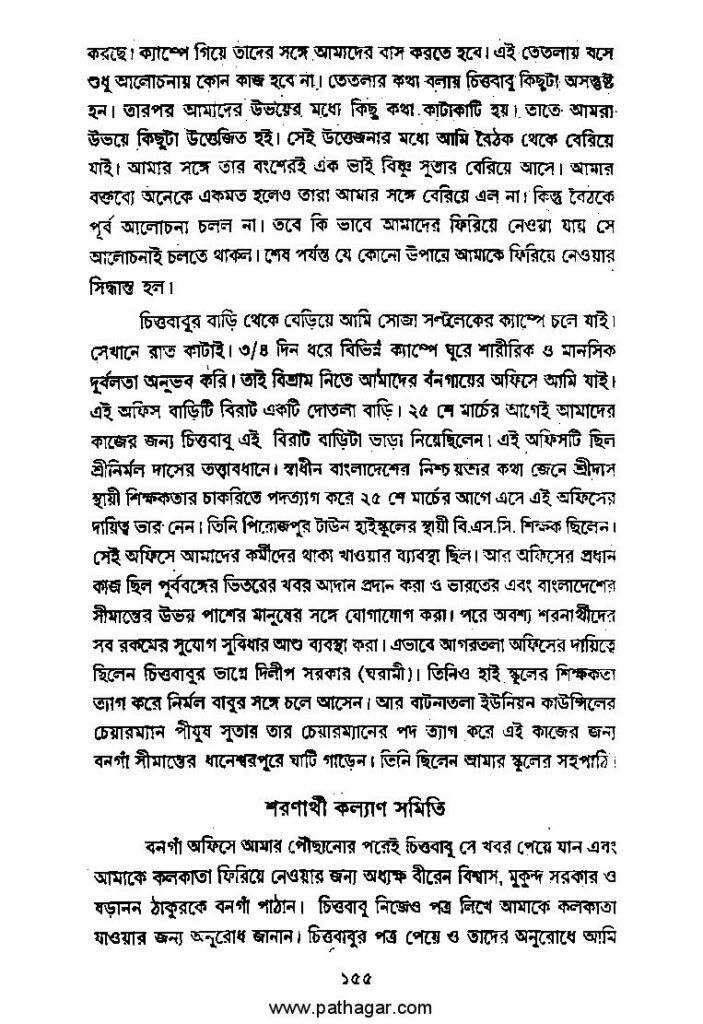 করছে। ক্যাম্পে গিয়ে তাদের সঙ্গে আমাদের বাস করতে হবে। এই তেতলায় বসে
শুধু আলোচনায় কোন কাজ হবে না। তেতলার কথা বলায় চিত্তবাবু কিছুটা অসন্তুষ্ট
হন। তারপর আমাদের উভয়ের মধ্যে কিছু কথা কাটাকাটি হয়। তাতে আমরা
উভয়ে কিছুটা উত্তেজিত হই। সেই উত্তেজনার মধ্যে আমি বৈঠক থেকে বেরিয়ে
যাই। আমার সঙ্গে তার বংশেরই এক ভাই বিষ্ণু সুতার বেরিয়ে আসে। আমার
বক্তব্যে অনেকে একমত হলেও তারা আমার সঙ্গে বেরিয়ে এল না। কিন্তু বৈঠকে
পূর্ব আলোচনা চলল না। তবে কি ভাবে আমাদের ফিরিয়ে নেওয়া যায় সে
আলোচনাই চলতে থাকল। শেষ পর্যন্ত যে কোনো উপারে আমাকে ফিরিয়ে নেওয়ার
সিদ্ধান্ত হল।
চিত্তবাবুর বাড়ি থেকে বেড়িয়ে আমি সোজা সল্টলেকের ক্যাম্পে চলে যাই।
সেখানে রাত কাটাই। ৩/৪ দিন ধরে বিভিন্ন ক্যাম্পে ঘুরে শারীরিক ও মানসিক
দুর্বলতা অনুভব করি। তাই বিশ্রাম নিতে আমাদের বনগায়ের অফিসে আমি যাই।
এই অফিস বাড়িটি বিরাট একটি দোতলা বাড়ি। ২৫ শে মার্চের আগেই আমাদের
কাজের জন্য চিত্তবাবু এই বিরাট বাড়িটা ভাড়া নিয়েছিলেন। এই অফিসটি ছিল
শ্রীনির্মল দাসের তত্তাবধানে। স্বাধীন বাংলাদেশের নিশ্চয়তার কথা জেনে শ্রীদাস
স্থায়ী শিক্ষকতার চাকরিতে পদত্যাগ করে ২৫ শে মার্চের আগে এসে এই অফিসের
দায়িত্ব ভার নেন। তিনি পিরোজপুর টাউন হাইস্কুলের স্থায়ী বি.এস.সি. শিক্ষক ছিলেন।
সেই অফিসে আমাদের কর্মীদের থাকা খাওয়ার ব্যাবস্থা ছিল। আর অফিসের প্রধান
কাজ ছিল পূর্ববঙ্গের ভিতরের খবর আদান প্রদান করা ও ভারতের এবং বাংলাদেশের
সীমান্তের উভয় পাশের মানুষের সঙ্গে যোগাযোগ করা। পরে অবশ্য শরনার্থীদের
সব রকমের সুযোগ সুবিধার আশু ব্যবস্থা করা। এভাবে আগরতলা অফিসের দায়িত্বে
ছিলেন চিত্তবাবুর ভাগ্নে দিলীপ সরকার (ঘরামী)। তিনিও হাই স্কুলের শিক্ষকতা
ত্যাগ করে নির্মল বাবুর সঙ্গে চলে আসেন। আর বাটনাতলা ইউনিয়ন কাউন্সিলের
চেয়ারম্যান পীযুষ সুতার তার চেয়ারম্যানের পদ ত্যাগ করে এই কাজের জন্য
বনগাঁ সীমান্তের ধানেশ্বরপুরে ঘাটি গাড়েন। তিনি ছিলেন আমার স্কুলের সহপাঠি।
শরণার্থী কল্যাণ সমিতি
বনগাঁ অফিসে আমার পৌছানোর পরেই চিত্তবাবু সে খবর পেয়ে যান এবং
আমাকে কলকাতা ফিরিয়ে নেওয়ার জন্য অধ্যক্ষ বীরেন বিশ্বাস, মুকুন্দ সরকার ও
ষড়ানন ঠাকুরকে বনগাঁ পাঠান। চিত্তবাবু নিজেও পত্র লিখে আমাকে কলকাতা
যাওয়ার জন্য অনুরোধ জানান। চিত্তবাবুর পত্র পেয়ে ও তাদের অনুরোধে আমি
১৫৫
www.pathagar.com